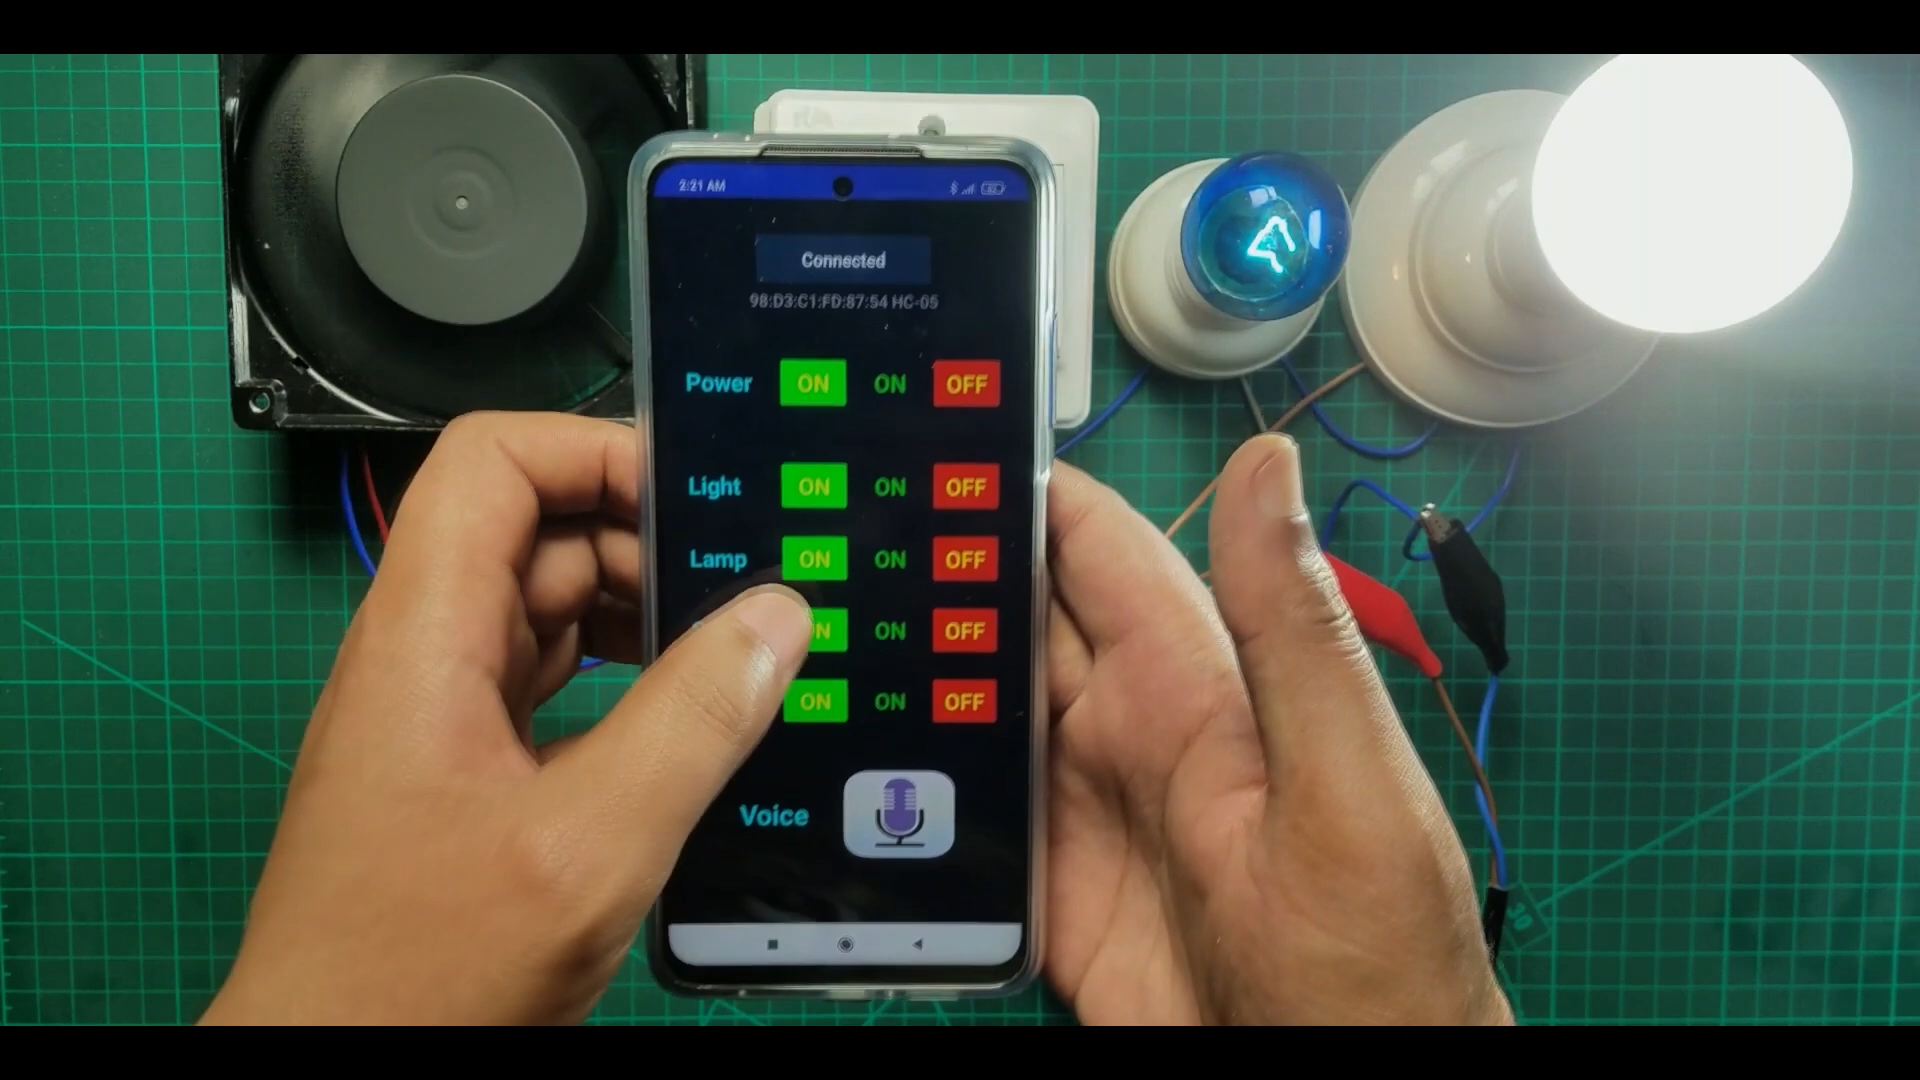 2:21 AM
Connected
98:D3:C1:FD:87:54 HC-05
Power ON ON OFF
Light ON ON OFF
Lamp ON ON OFF
ON OFF
ON ON OFF
Voice
30